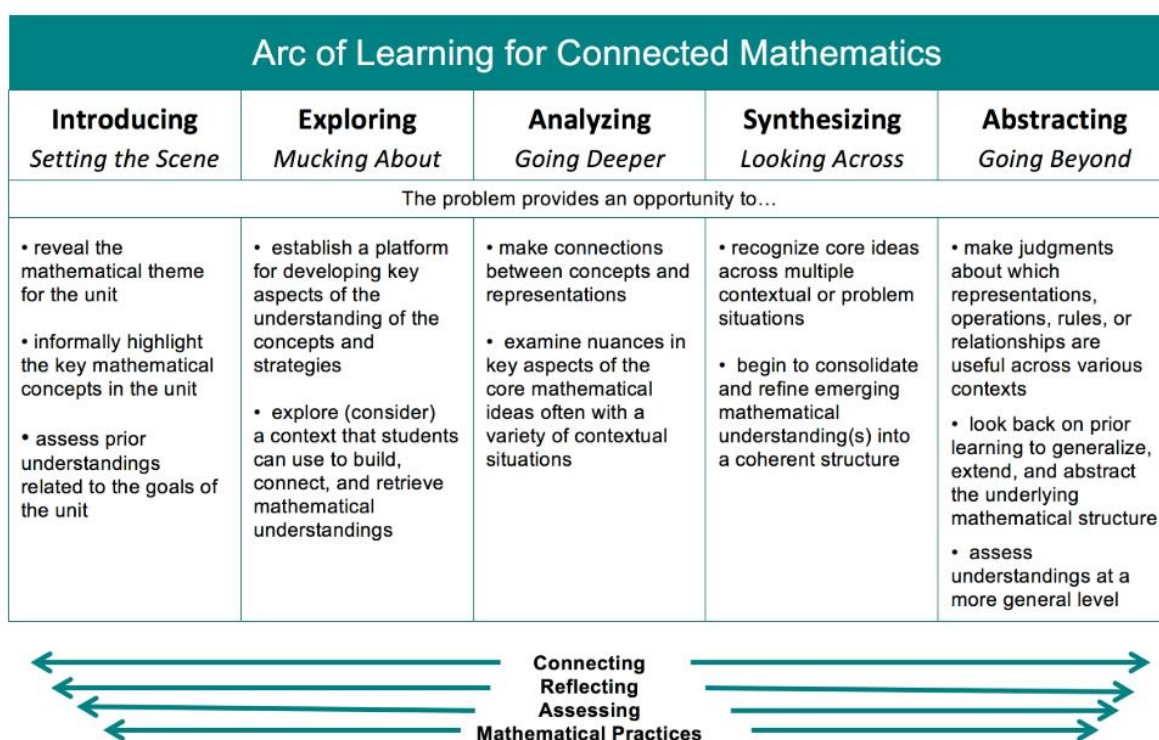 Arc of Learning for Connected Mathematics
Introducing
Setting the Scene
Exploring
Mucking About
Analyzing
Going Deeper
Synthesizing
Looking Across
Abstracting
Going Beyond
The problem provides an opportunity to…
• reveal the
mathematical theme
for the unit
• informally highlight
the key mathematical
concepts in the unit
• assess prior
understandings
related to the goals of
the unit
• establish a platform
for developing key
aspects of the
understanding of the
concepts and
strategies
• explore (consider)
a context that students
can use to build,
connect, and retrieve
mathematical
understandings
• make connections
between concepts and
representations
• examine nuances in
key aspects of the
core mathematical
ideas often with a
variety of contextual
situations
• recognize core ideas
across multiple
contextual or problem
situations
• begin to consolidate
and refine emerging
mathematical
understanding(s) into
a coherent structure
• make judgments
about which
representations,
operations, rules, or
relationships are
useful across various
contexts
• look back on prior
learning to generalize,
extend, and abstract
the underlying
mathematical structure
• assess
understandings at a
more general level
Connecting
Reflecting
Assessing
Mathematical Practices